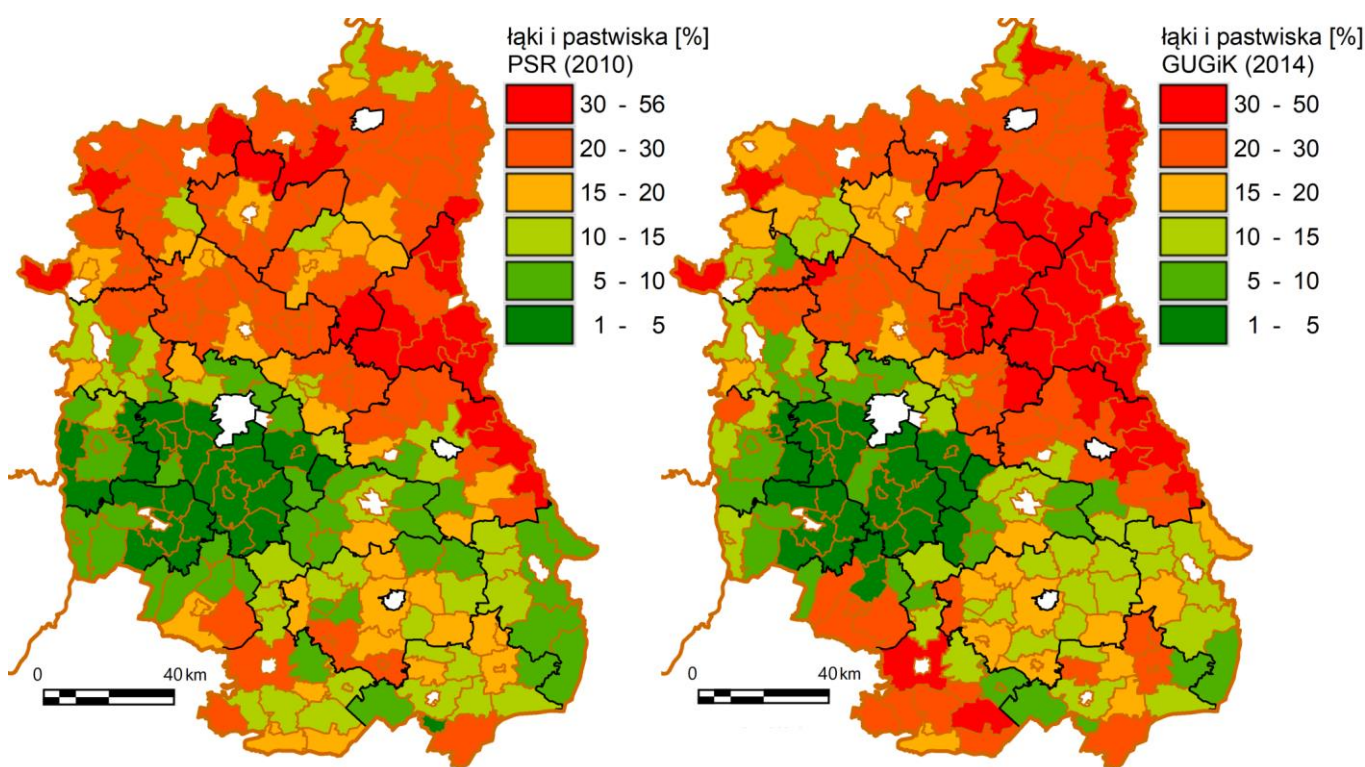 łąki i pastwiska [%]
PSR (2010)
30 - 56
20 - 30
15 - 20
10 - 15
5 - 10
1 - 5
0 40 km
łąki i pastwiska [%]
GUGiK (2014)
30 - 50
20 - 30
15 - 20
10 - 15
5 - 10
1 - 5
0 40 km